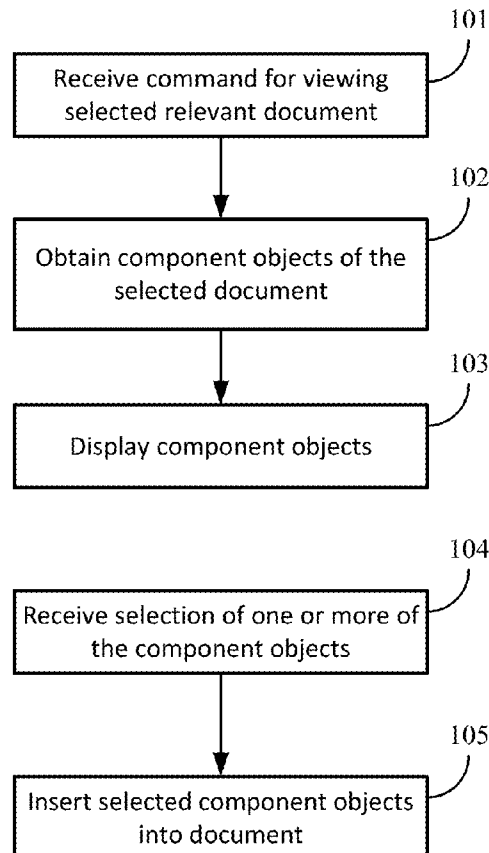 101
Receive command for viewing
selected relevant document
102
Obtain component objects of the
selected document
103
Display component objects
104
Receive selection of one or more of
the component objects
105
Insert selected component objects
into document